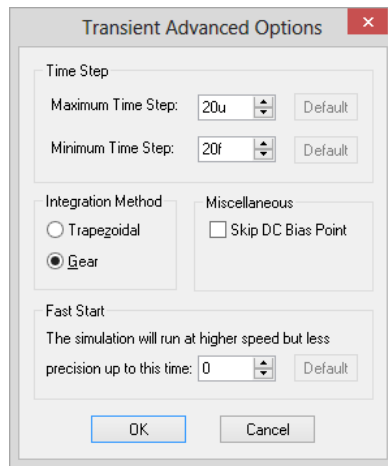 Transient Advanced Options
Time Step
Maximum Time Step: 20u Default
Minimum Time Step: 20f Default
Integration Method
Trapezoidal
Gear
Miscellaneous
Skip DC Bias Point
Fast Start
The simulation will run at higher speed but less
precision up to this time: 0 Default
OK Cancel